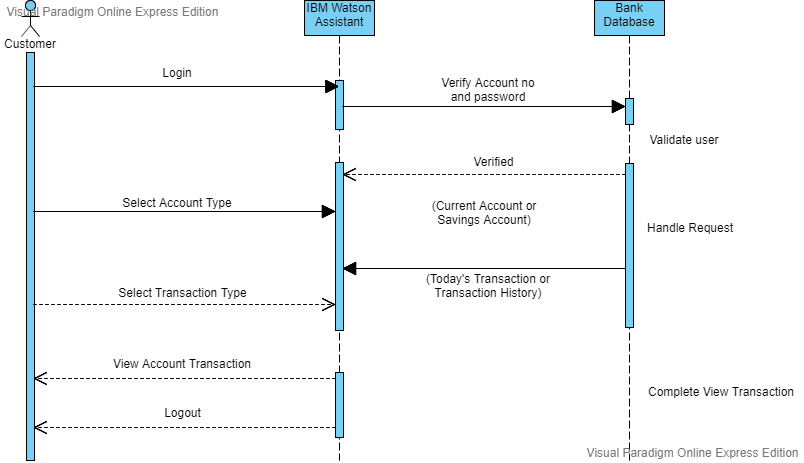 Visual Paradigm Online Express Edition
IBM Watson
Assistant
Bank
Database
Customer
Login
Verify Account no
and password
Validate user
Verified
Select Account Type
(Current Account or
Savings Account)
Handle Request
Select Transaction Type
(Today's Transaction or
Transaction History)
View Account Transaction
Complete View Transaction
Logout
Visual Paradigm Online Express Edition